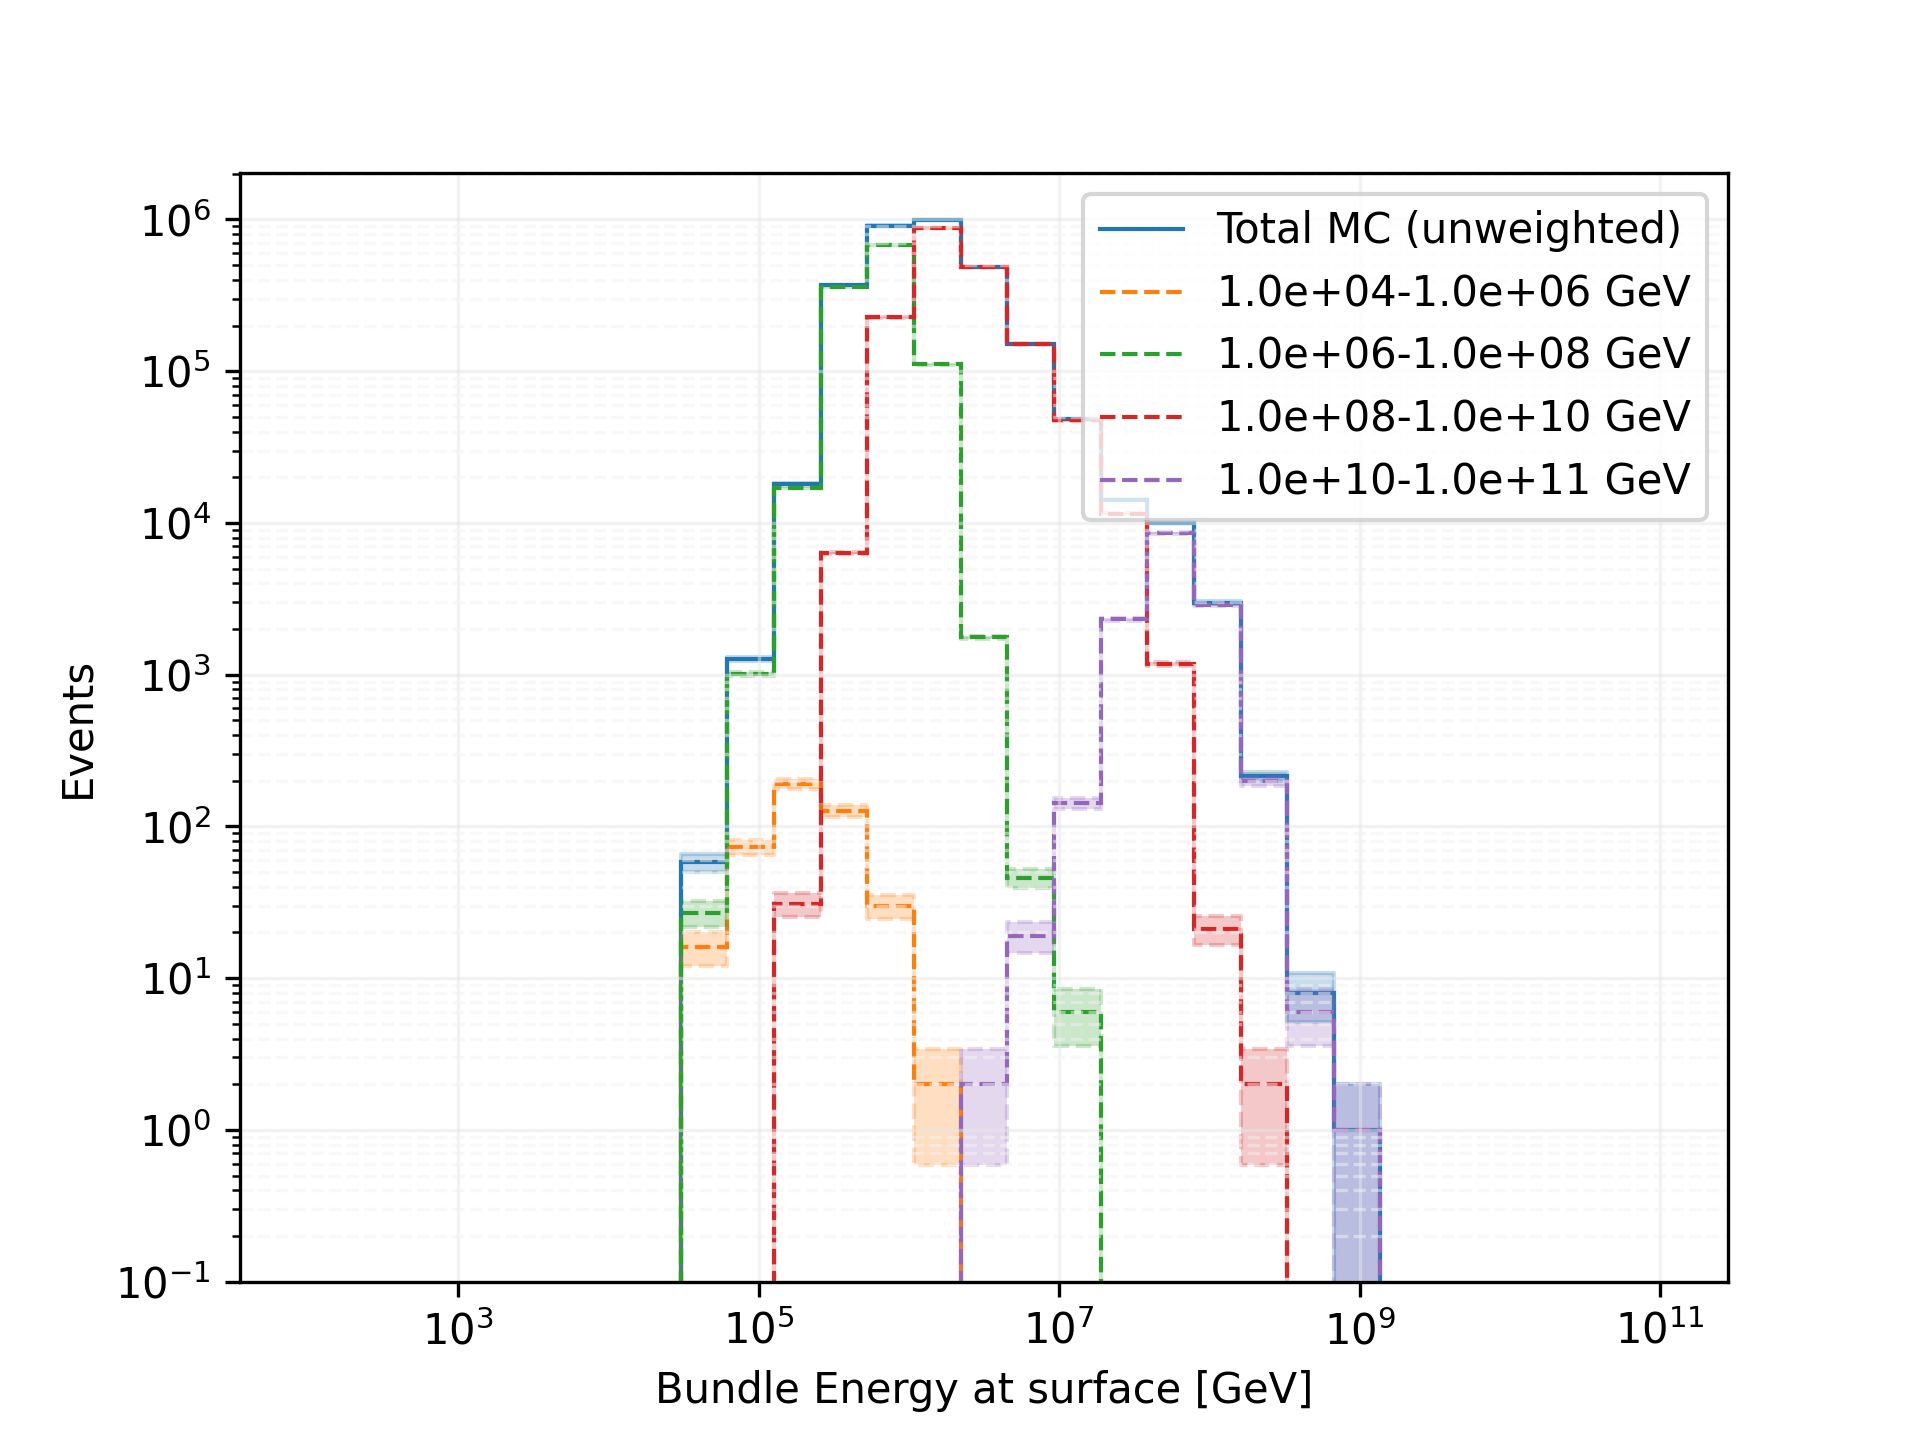 Total MC (unweighted)
1.0e+04-1.0e+06 GeV
1.0e+06-1.0e+08 GeV
1.0e+08-1.0e+10 GeV
1.0e+10-1.0e+11 GeV
10⁶
10⁵
10⁴
10³
10²
10¹
10⁰
10⁻¹
Events
10³ 10⁵ 10⁷ 10⁹ 10¹¹
Bundle Energy at surface [GeV]